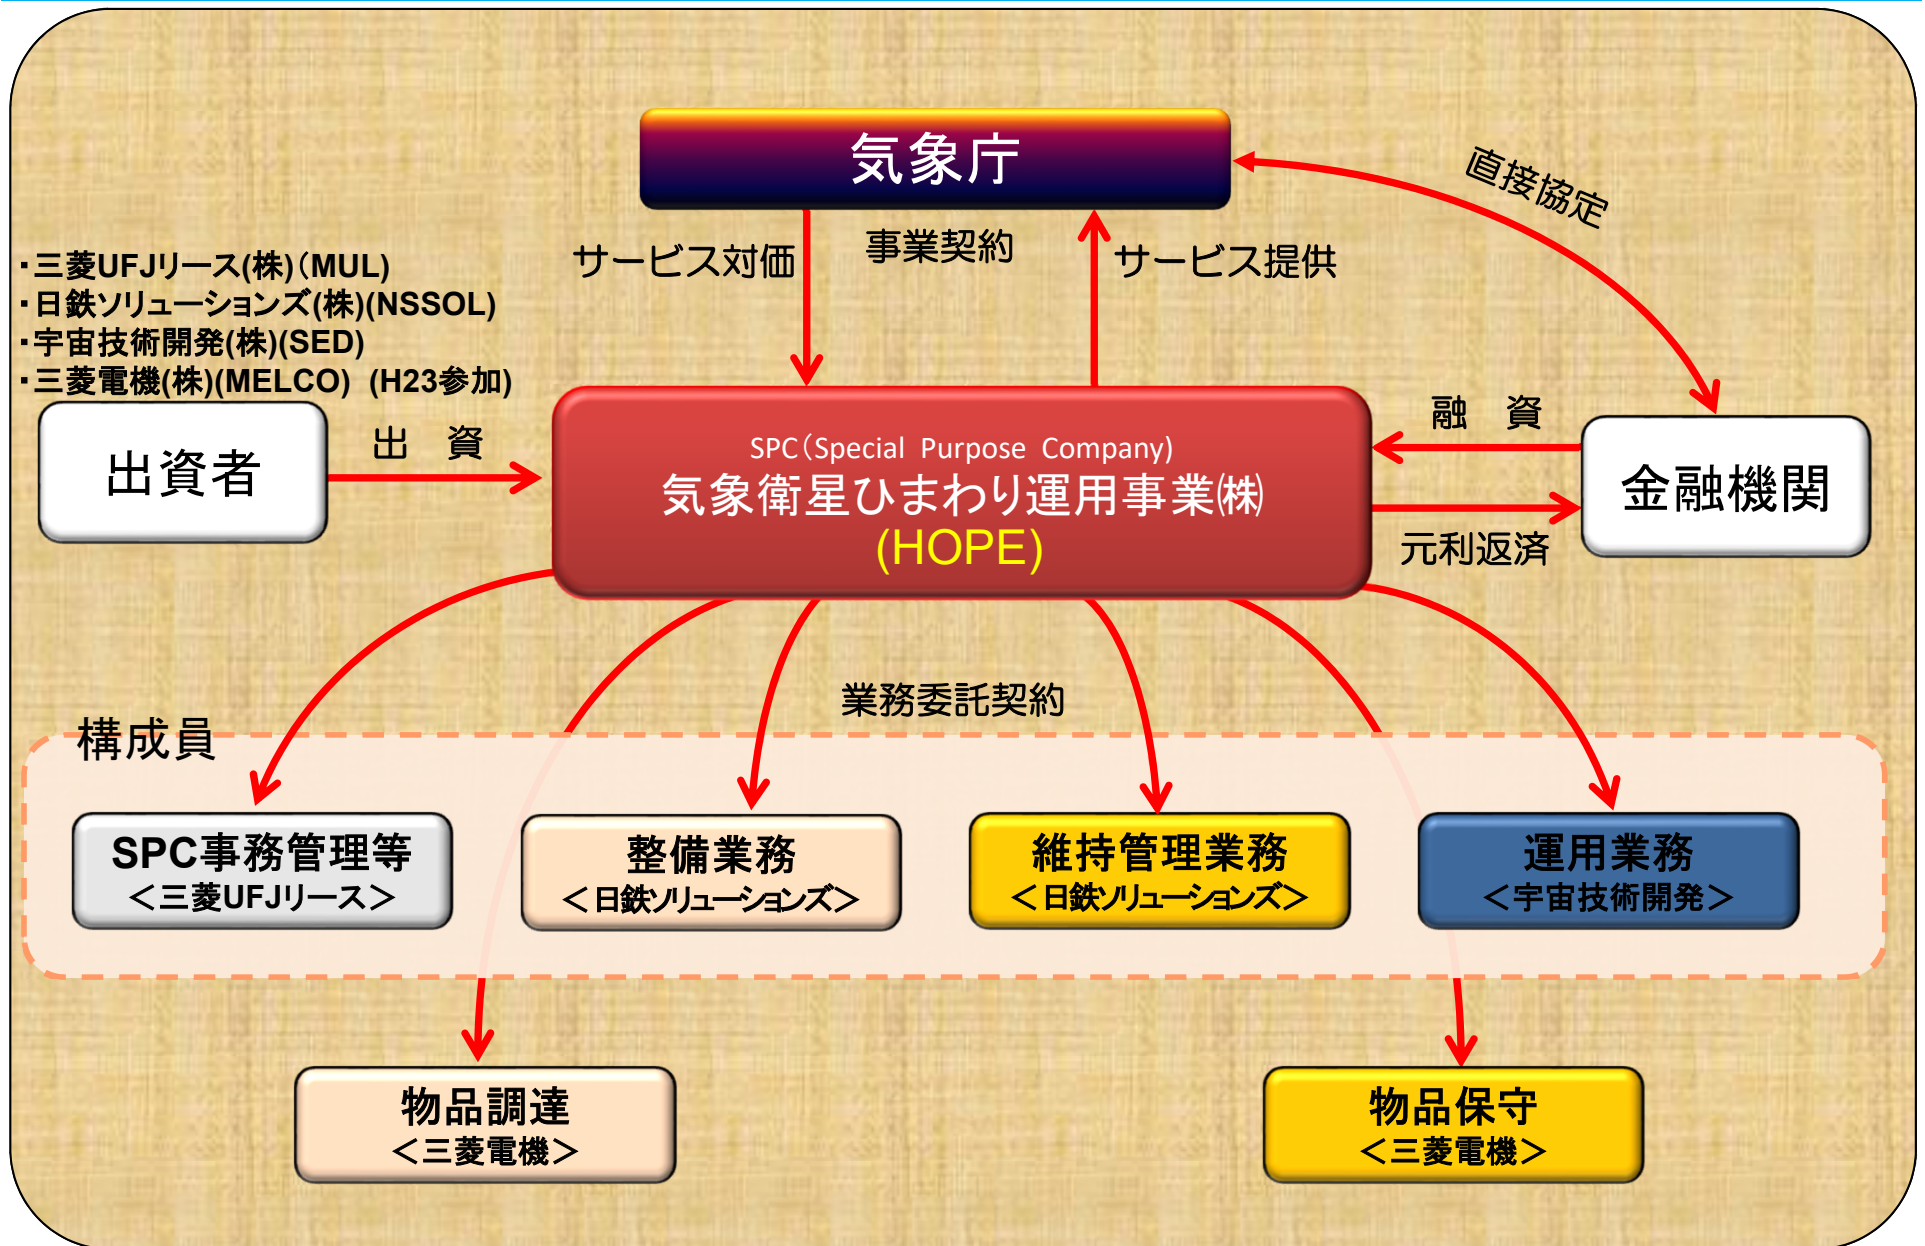 気象庁
直接協定
サービス対価
事業契約
サービス提供
・三菱UFJリース(株)（MUL)
・日鉄ソリューションズ(株)(NSSOL)
・宇宙技術開発(株)(SED)
・三菱電機(株)(MELCO) (H23参加)
出資者
出　資
SPC（Special Purpose Company)
気象衛星ひまわり運用事業㈱
(HOPE)
融　資
元利返済
金融機関
業務委託契約
構成員
SPC事務管理等
＜三菱UFJリース＞
整備業務
＜日鉄ソリューションズ＞
維持管理業務
＜日鉄ソリューションズ＞
運用業務
＜宇宙技術開発＞
物品調達
＜三菱電機＞
物品保守
＜三菱電機＞